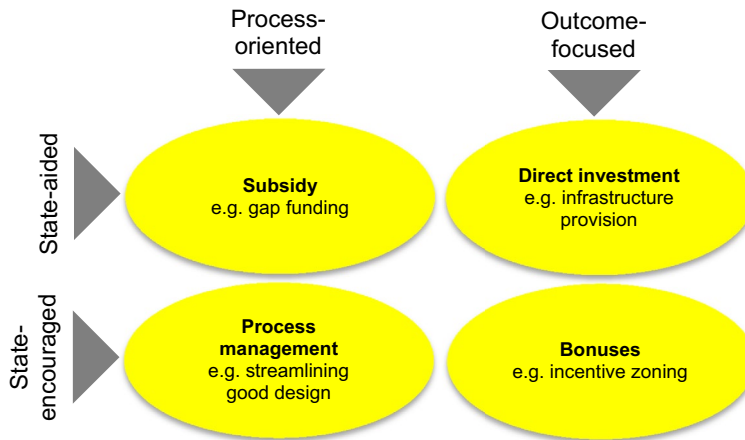 Process-
oriented
Outcome-
focused
State-aided
Subsidy
e.g. gap funding
Direct investment
e.g. infrastructure
provision
State-
encouraged
Process
management
e.g. streamlining
good design
Bonuses
e.g. incentive zoning